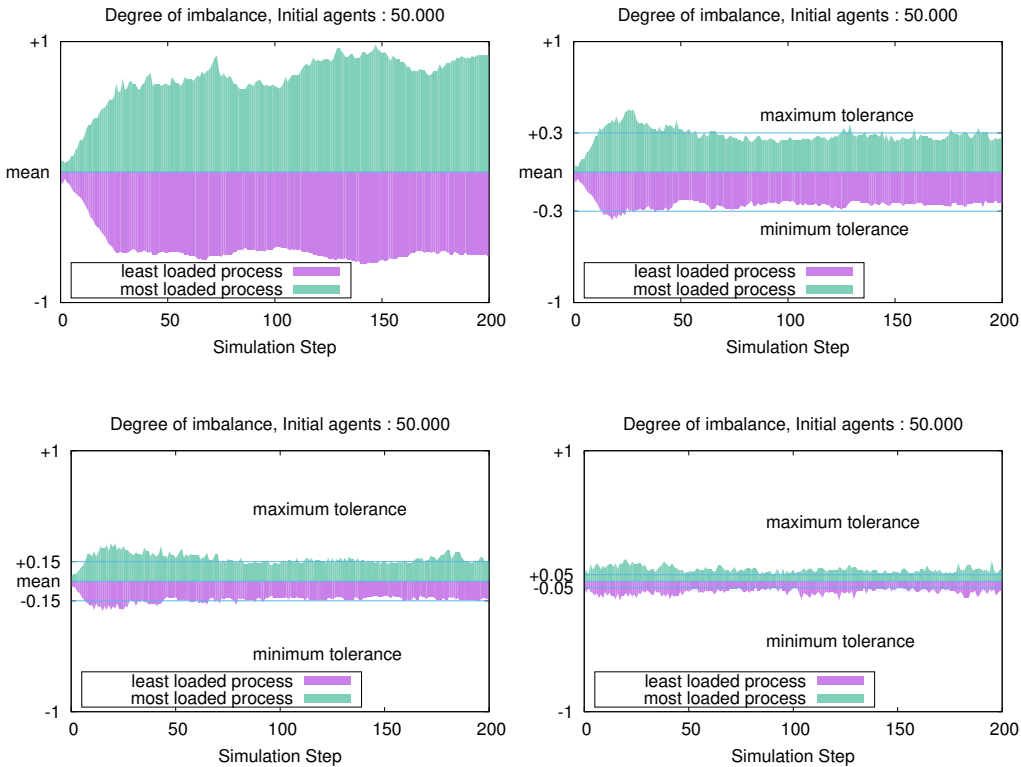 Degree of imbalance, Initial agents : 50.000
+1
mean
-1
least loaded process
most loaded process
0 50 100 150 200
Simulation Step
Degree of imbalance, Initial agents : 50.000
+1
maximum tolerance
+0.3
mean
-0.3
minimum tolerance
-1
least loaded process
most loaded process
0 50 100 150 200
Simulation Step
Degree of imbalance, Initial agents : 50.000
+1
maximum tolerance
+0.15
mean
-0.15
minimum tolerance
least loaded process
most loaded process
-1
0 50 100 150 200
Simulation Step
Degree of imbalance, Initial agents : 50.000
+1
maximum tolerance
+0.05
-0.05
minimum tolerance
least loaded process
most loaded process
-1
0 50 100 150 200
Simulation Step